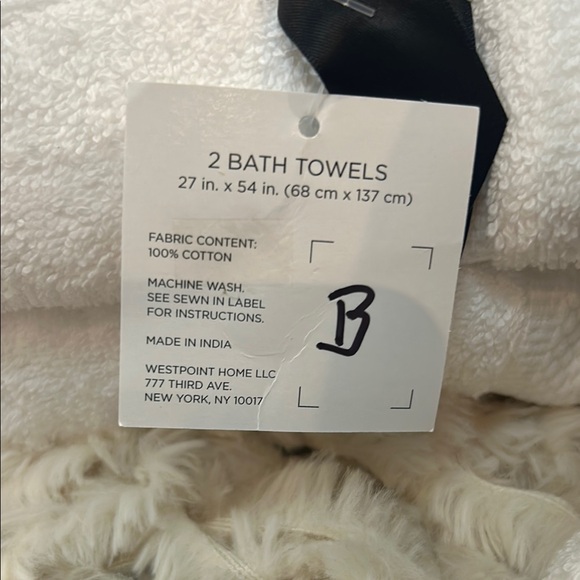 2 BATH TOWELS
27 in. x 54 in. (68 cm x 137 cm)
FABRIC CONTENT:
100% COTTON
MACHINE WASH.
SEE SEWN IN LABEL
FOR INSTRUCTIONS.
MADE IN INDIA
WESTPOINT HOME LLC
777 THIRD AVE.
NEW YORK, NY 10017
B